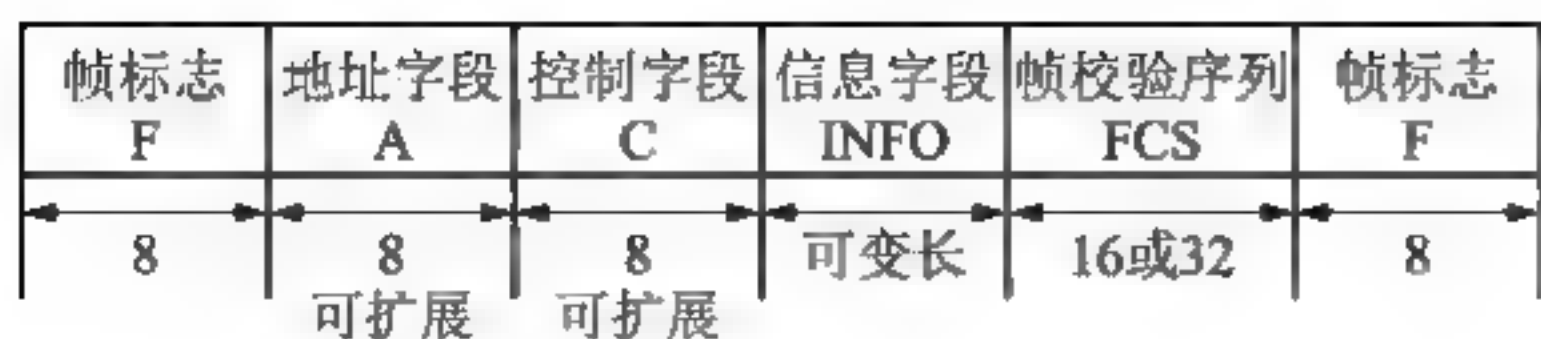 帧标志 地址字段 控制字段 信息字段 帧校验序列 帧标志
F A C INFO FCS F
8 8 8 可变长 16或32 8
可扩展 可扩展